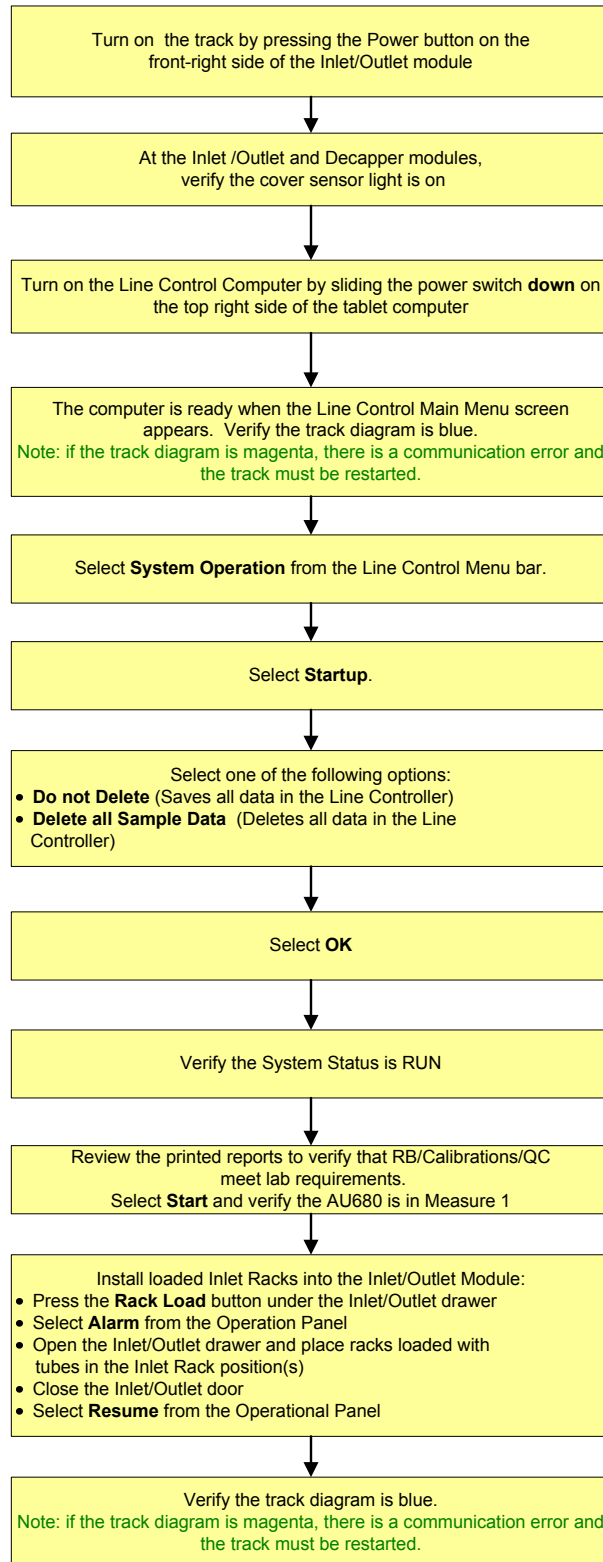 Turn on  the track by pressing the Power button on the
front-right side of the Inlet/Outlet module
At the Inlet /Outlet and Decapper modules,
verify the cover sensor light is on
Turn on the Line Control Computer by sliding the power switch down on
the top right side of the tablet computer
The computer is ready when the Line Control Main Menu screen
appears.  Verify the track diagram is blue.
Note: if the track diagram is magenta, there is a communication error and
the track must be restarted.
Select System Operation from the Line Control Menu bar.
Select Startup.
Select one of the following options:
• Do not Delete (Saves all data in the Line Controller)
• Delete all Sample Data  (Deletes all data in the Line
Controller)
Select OK
Verify the System Status is RUN
Review the printed reports to verify that RB/Calibrations/QC
meet lab requirements.
Select Start and verify the AU680 is in Measure 1
Install loaded Inlet Racks into the Inlet/Outlet Module:
• Press the Rack Load button under the Inlet/Outlet drawer
• Select Alarm from the Operation Panel
• Open the Inlet/Outlet drawer and place racks loaded with
tubes in the Inlet Rack position(s)
• Close the Inlet/Outlet door
• Select Resume from the Operational Panel
Verify the track diagram is blue.
Note: if the track diagram is magenta, there is a communication error and
the track must be restarted.